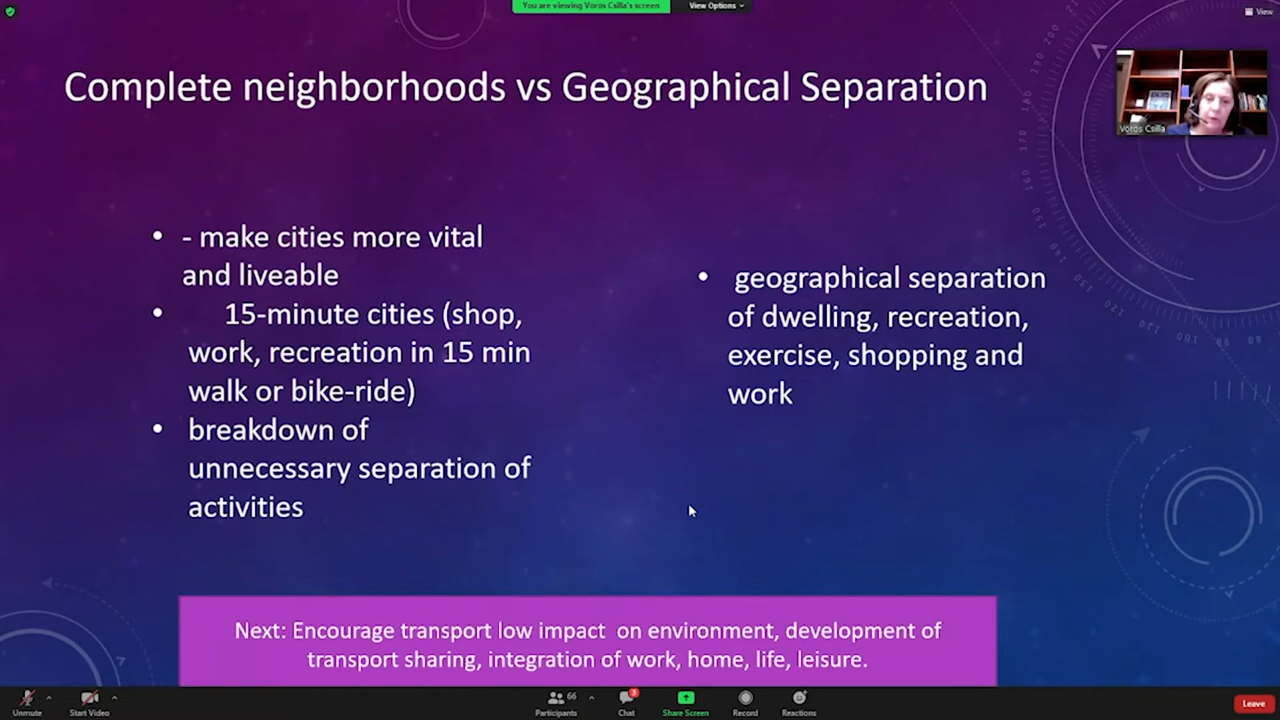 You are viewing Voros Csilla's screen
View Options
View
Complete neighborhoods vs Geographical Separation
Voros Csilla
• - make cities more vital
and liveable
• 15-minute cities (shop,
work, recreation in 15 min
walk or bike-ride)
• breakdown of
unnecessary separation of
activities
• geographical separation
of dwelling, recreation,
exercise, shopping and
work
Next: Encourage transport low impact on environment, development of
transport sharing, integration of work, home, life, leisure.
Unmute
Start Video
Participants
66
Chat
3
Share Screen
Record
Reactions
Leave